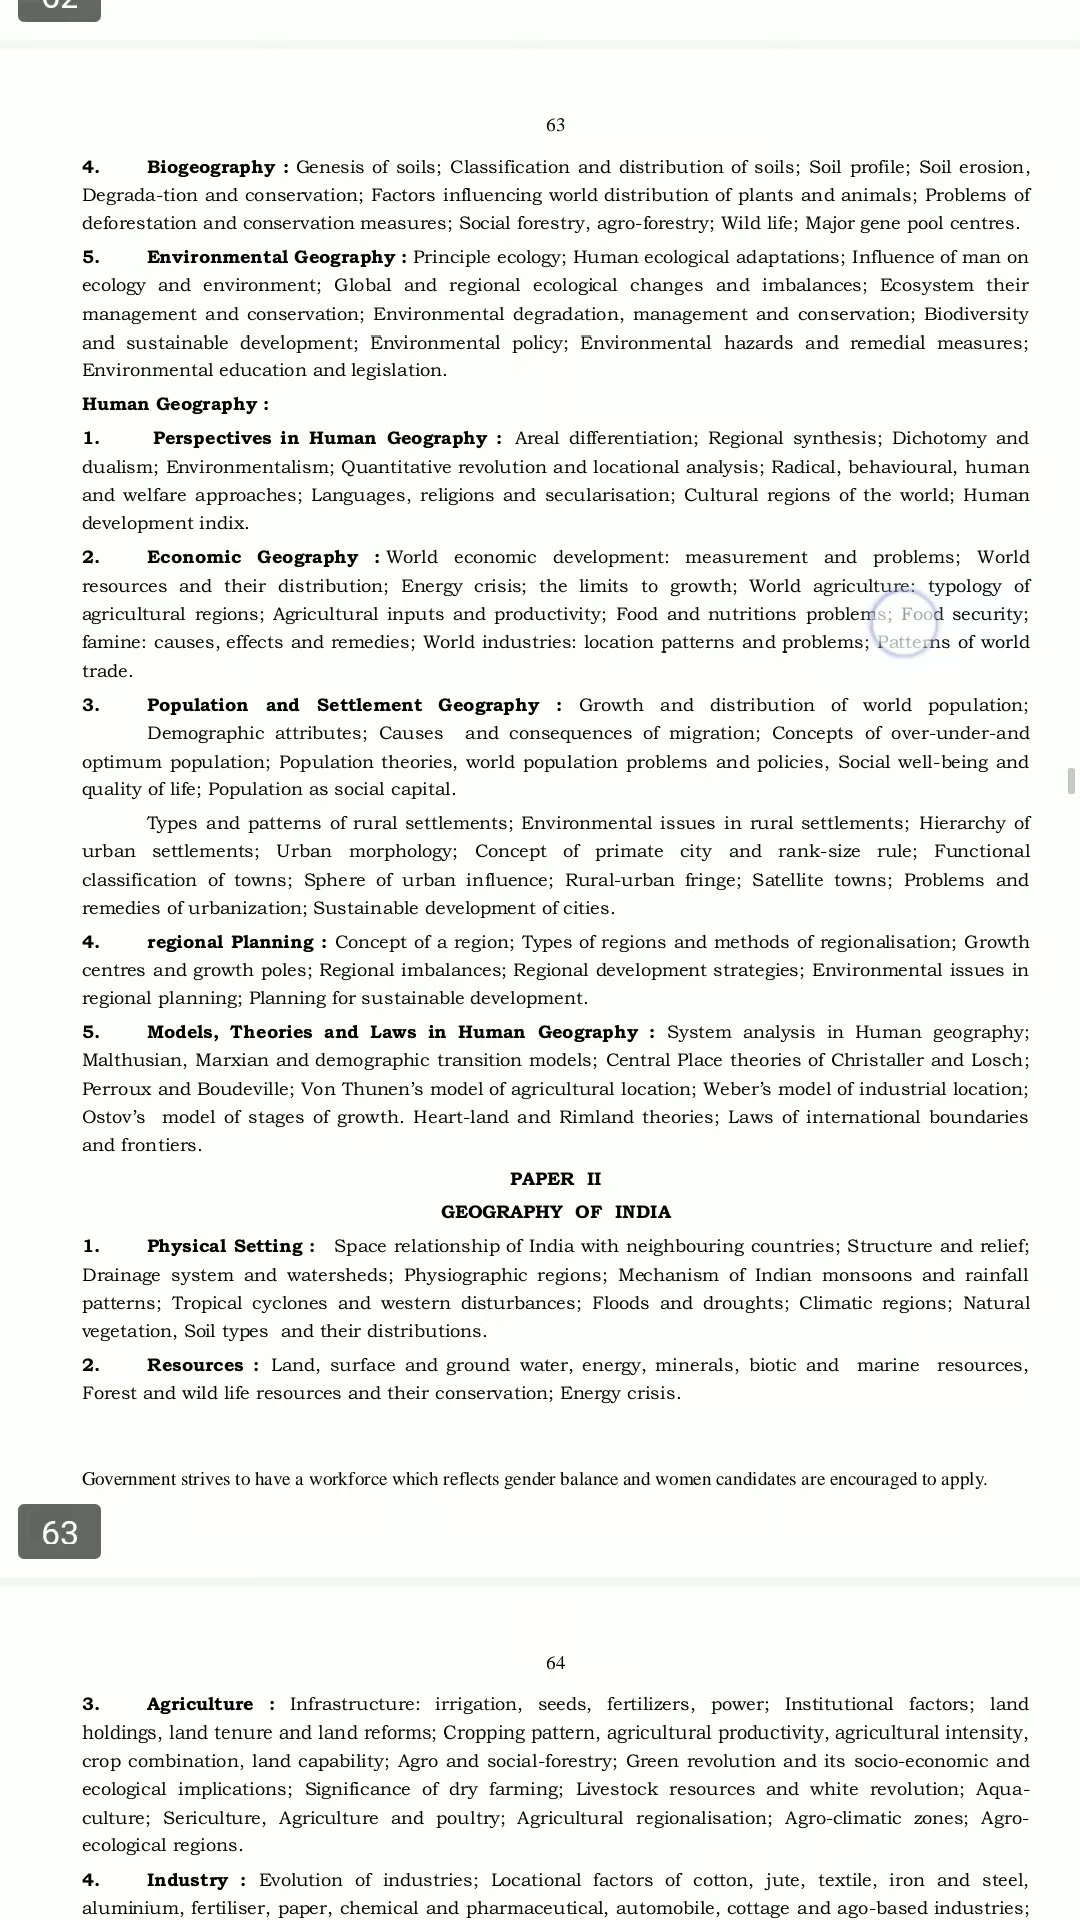 63
4. Biogeography : Genesis of soils; Classification and distribution of soils; Soil profile; Soil erosion,
Degrada-tion and conservation; Factors influencing world distribution of plants and animals; Problems of
deforestation and conservation measures; Social forestry, agro-forestry; Wild life; Major gene pool centres.
5. Environmental Geography : Principle ecology; Human ecological adaptations; Influence of man on
ecology and environment; Global and regional ecological changes and imbalances; Ecosystem their
management and conservation; Environmental degradation, management and conservation; Biodiversity
and sustainable development; Environmental policy; Environmental hazards and remedial measures;
Environmental education and legislation.
Human Geography :
1. Perspectives in Human Geography : Areal differentiation; Regional synthesis; Dichotomy and
dualism; Environmentalism; Quantitative revolution and locational analysis; Radical, behavioural, human
and welfare approaches; Languages, religions and secularisation; Cultural regions of the world; Human
development indix.
2. Economic Geography : World economic development: measurement and problems; World
resources and their distribution; Energy crisis; the limits to growth; World agriculture: typology of
agricultural regions; Agricultural inputs and productivity; Food and nutritions problems; Food security;
famine: causes, effects and remedies; World industries: location patterns and problems; Patterns of world
trade.
3. Population and Settlement Geography : Growth and distribution of world population;
Demographic attributes; Causes and consequences of migration; Concepts of over-under-and
optimum population; Population theories, world population problems and policies, Social well-being and
quality of life; Population as social capital.
Types and patterns of rural settlements; Environmental issues in rural settlements; Hierarchy of
urban settlements; Urban morphology; Concept of primate city and rank-size rule; Functional
classification of towns; Sphere of urban influence; Rural-urban fringe; Satellite towns; Problems and
remedies of urbanization; Sustainable development of cities.
4. regional Planning : Concept of a region; Types of regions and methods of regionalisation; Growth
centres and growth poles; Regional imbalances; Regional development strategies; Environmental issues in
regional planning; Planning for sustainable development.
5. Models, Theories and Laws in Human Geography : System analysis in Human geography;
Malthusian, Marxian and demographic transition models; Central Place theories of Christaller and Losch;
Perroux and Boudeville; Von Thunen's model of agricultural location; Weber's model of industrial location;
Ostov's model of stages of growth. Heart-land and Rimland theories; Laws of international boundaries
and frontiers.
PAPER II
GEOGRAPHY OF INDIA
1. Physical Setting : Space relationship of India with neighbouring countries; Structure and relief;
Drainage system and watersheds; Physiographic regions; Mechanism of Indian monsoons and rainfall
patterns; Tropical cyclones and western disturbances; Floods and droughts; Climatic regions; Natural
vegetation, Soil types and their distributions.
2. Resources : Land, surface and ground water, energy, minerals, biotic and marine resources,
Forest and wild life resources and their conservation; Energy crisis.
Government strives to have a workforce which reflects gender balance and women candidates are encouraged to apply.
63
64
3. Agriculture : Infrastructure: irrigation, seeds, fertilizers, power; Institutional factors; land
holdings, land tenure and land reforms; Cropping pattern, agricultural productivity, agricultural intensity,
crop combination, land capability; Agro and social-forestry; Green revolution and its socio-economic and
ecological implications; Significance of dry farming; Livestock resources and white revolution; Aqua-
culture; Sericulture, Agriculture and poultry; Agricultural regionalisation; Agro-climatic zones; Agro-
ecological regions.
4. Industry : Evolution of industries; Locational factors of cotton, jute, textile, iron and steel,
aluminium, fertiliser, paper, chemical and pharmaceutical, automobile, cottage and ago-based industries;